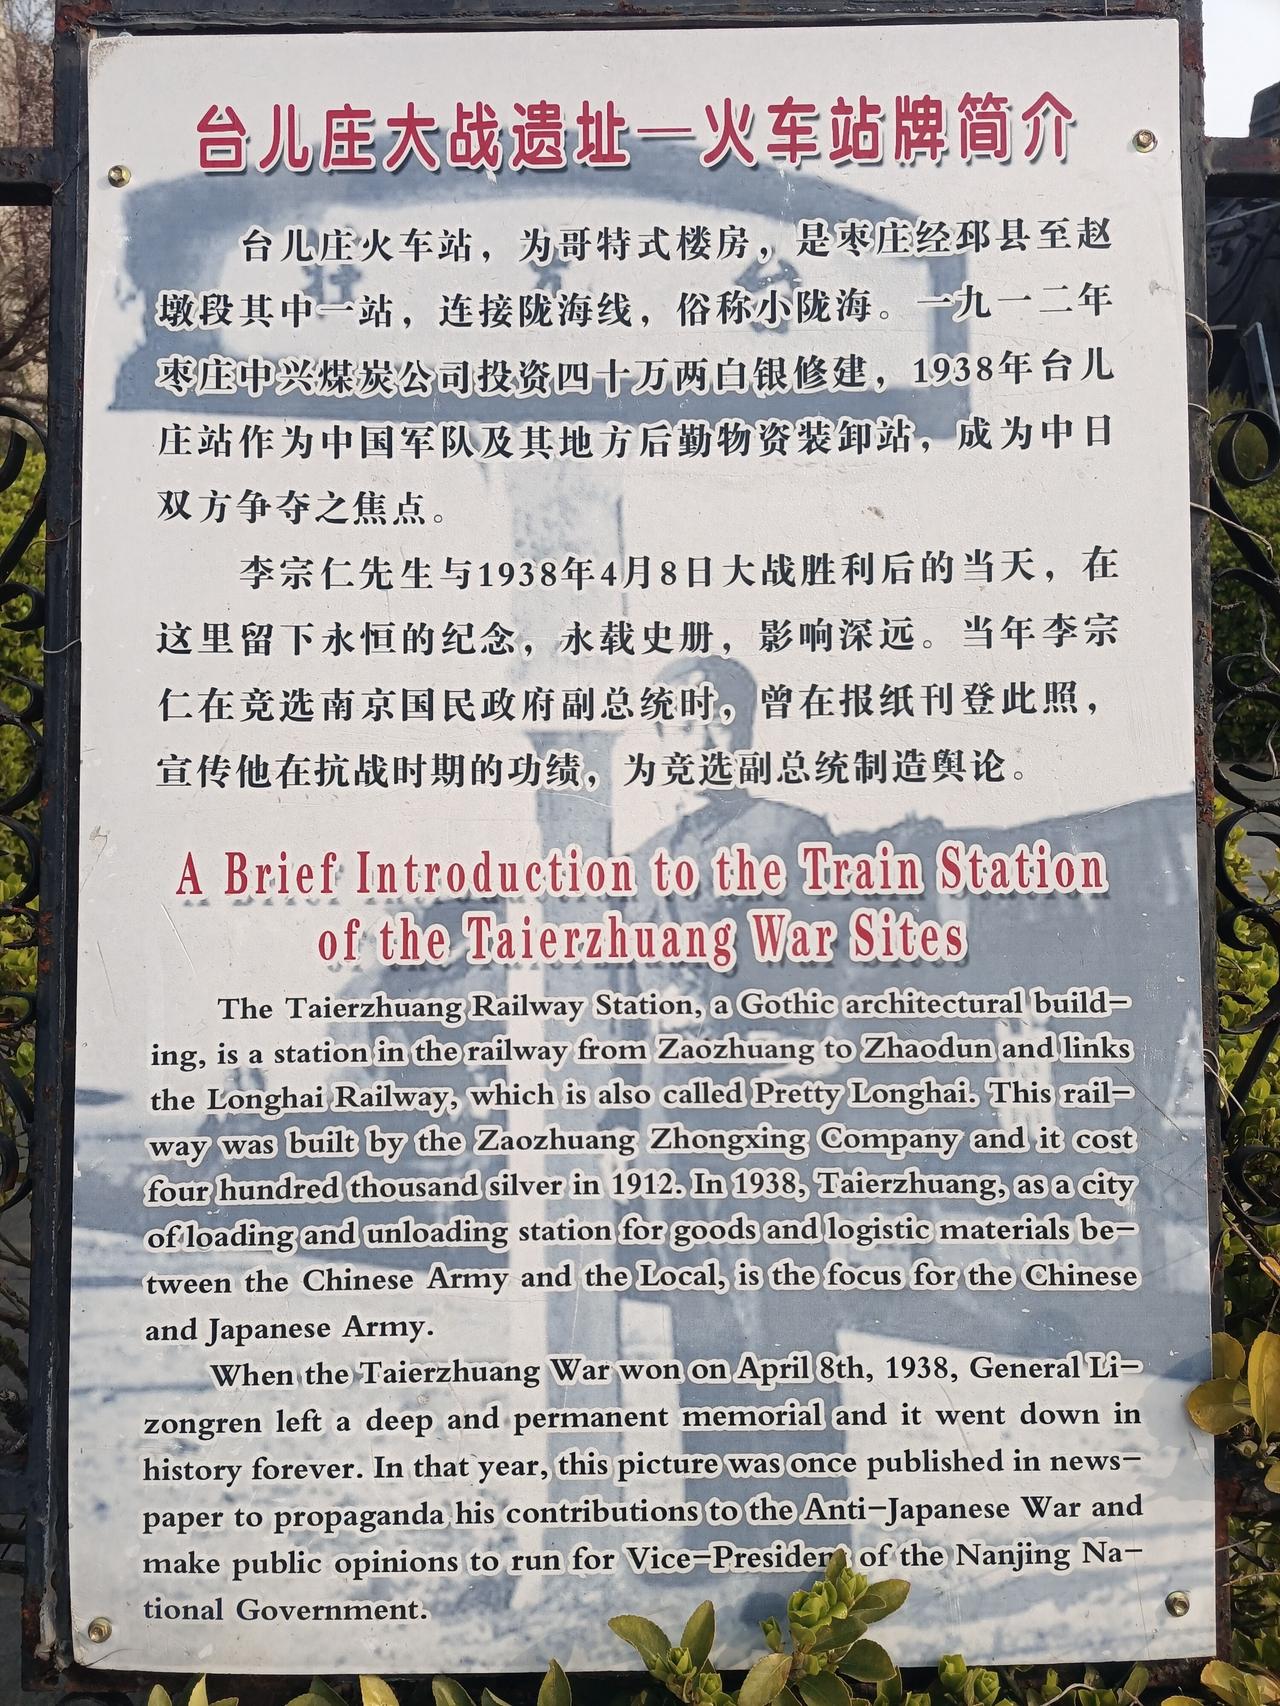 台儿庄大战遗址—火车站牌简介
台儿庄火车站，为哥特式楼房，是枣庄经邳县至赵
墩段其中一站，连接陇海线，俗称小陇海。一九一二年
枣庄中兴煤炭公司投资四十万两白银修建，1938年台儿
庄站作为中国军队及其地方后勤物资装卸站，成为中日
双方争夺之焦点。
李宗仁先生与1938年4月8日大战胜利后的当天，在
这里留下永恒的纪念，永载史册，影响深远。当年李宗
仁在竞选南京国民政府副总统时，曾在报纸刊登此照，
宣传他在抗战时期的功绩，为竞选副总统制造舆论。
A Brief Introduction to the Train Station
of the Taierzhuang War Sites
The Taierzhuang Railway Station, a Gothic architectural build-
ing, is a station in the railway from Zaozhuang to Zhaodun and links
the Longhai Railway, which is also called Pretty Longhai. This rail-
way was built by the Zaozhuang Zhongxing Company and it cost
four hundred thousand silver in 1912. In 1938, Taierzhuang, as a city
of loading and unloading station for goods and logistic materials be-
tween the Chinese Army and the Local, is the focus for the Chinese
and Japanese Army.
When the Taierzhuang War won on April 8th, 1938, General Li-
zongren left a deep and permanent memorial and it went down in
history forever. In that year, this picture was once published in news-
paper to propaganda his contributions to the Anti-Japanese War and
make public opinions to run for Vice-President of the Nanjing Na-
tional Government.